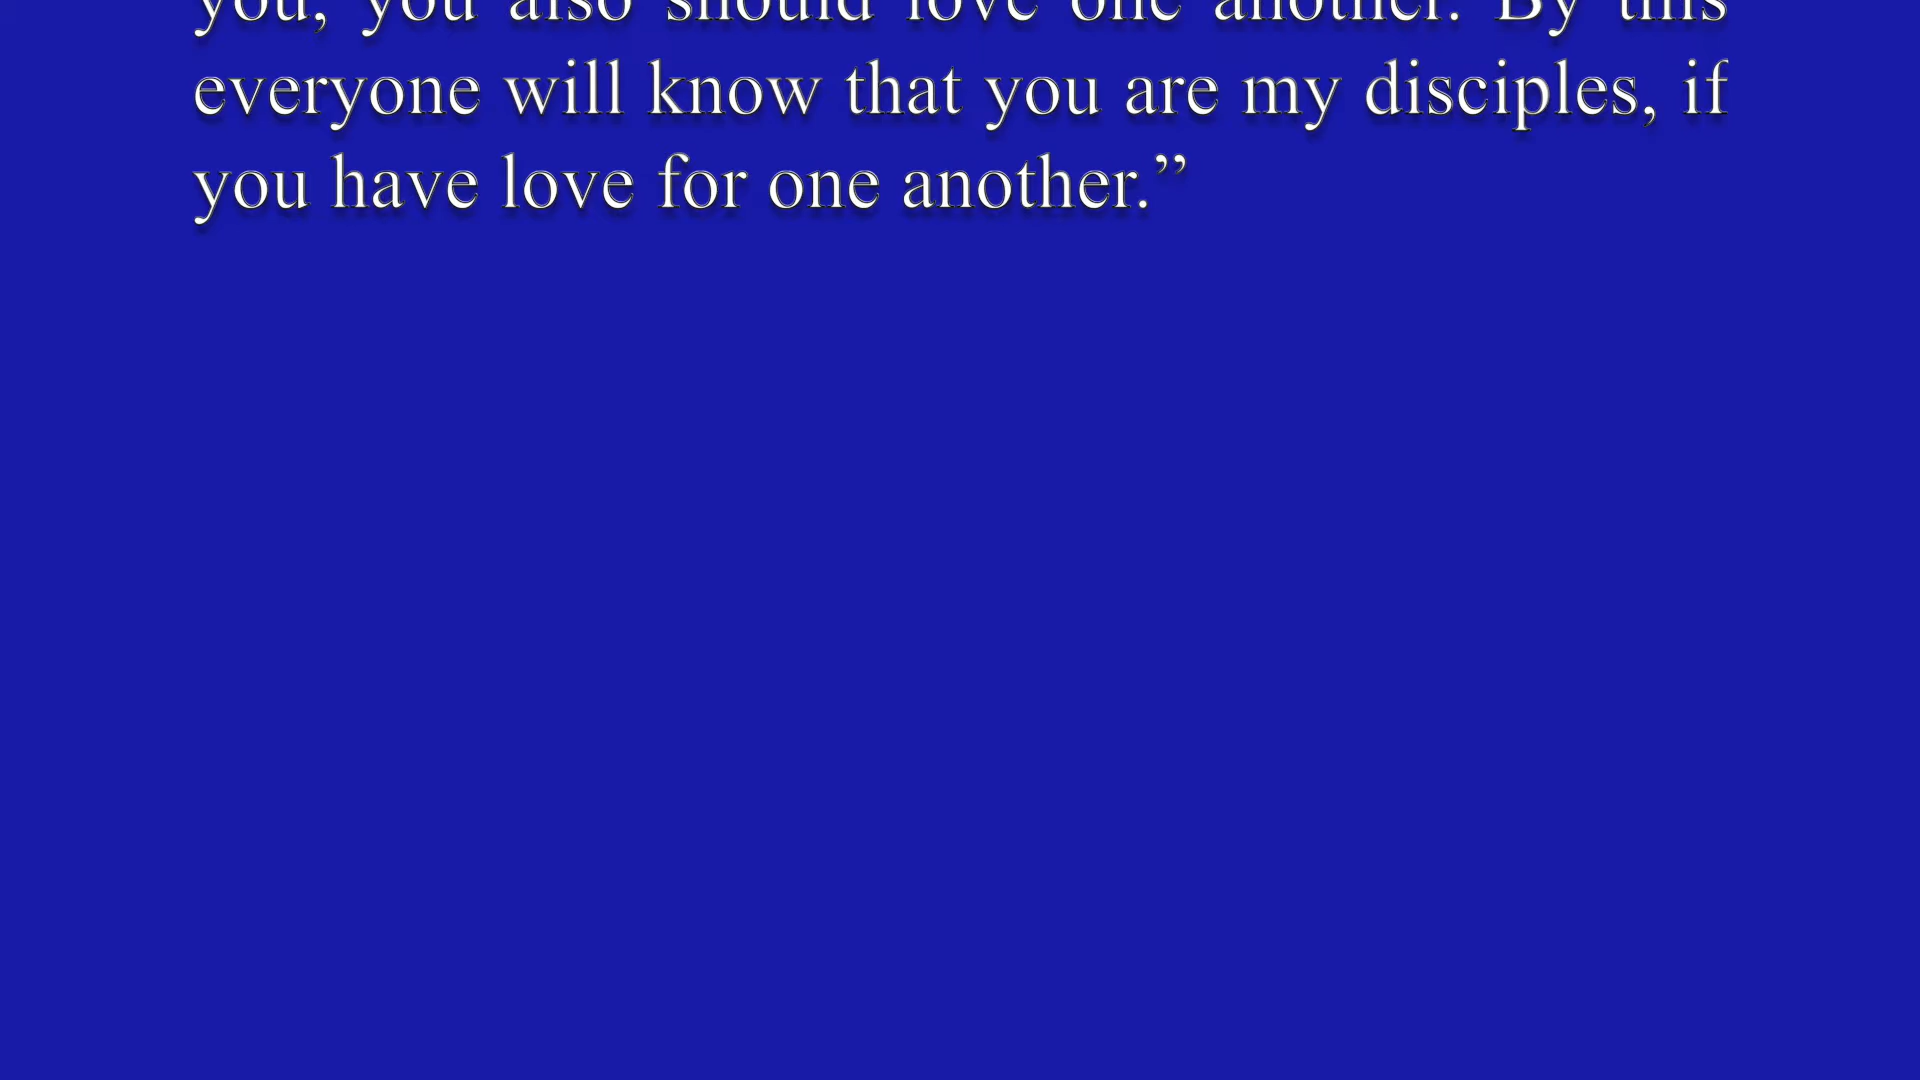 you, you also should love one another. By this
everyone will know that you are my disciples, if
you have love for one another.”